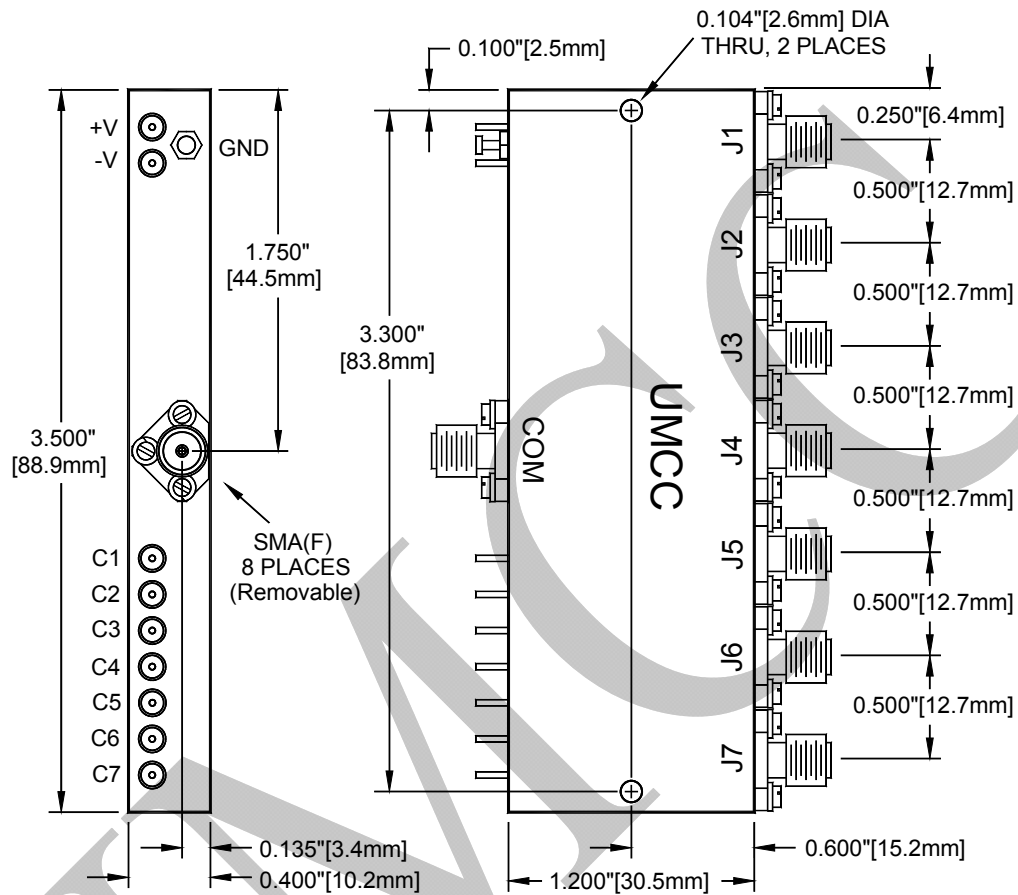 0.104"[2.6mm] DIA
THRU, 2 PLACES
0.100"[2.5mm]
+V
-V
GND
1.750"
[44.5mm]
3.500"
[88.9mm]
SMA(F)
8 PLACES
(Removable)
C1
C2
C3
C4
C5
C6
C7
0.135"[3.4mm]
0.400"[10.2mm]
3.300"
[83.8mm]
COM
UMCC
J1
J2
J3
J4
J5
J6
J7
0.250"[6.4mm]
0.500"[12.7mm]
0.500"[12.7mm]
0.500"[12.7mm]
0.500"[12.7mm]
0.500"[12.7mm]
0.500"[12.7mm]
1.200"[30.5mm]
0.600"[15.2mm]
UMCC